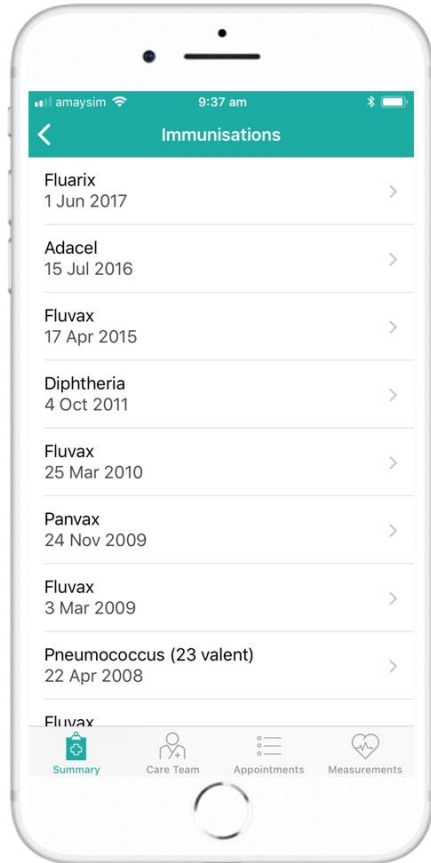 amaysim 9:37 am
Immunisations
Fluarix
1 Jun 2017
Adacel
15 Jul 2016
Fluvax
17 Apr 2015
Diphtheria
4 Oct 2011
Fluvax
25 Mar 2010
Panvax
24 Nov 2009
Fluvax
3 Mar 2009
Pneumococcus (23 valent)
22 Apr 2008
Fluvax
Summary Care Team Appointments Measurements